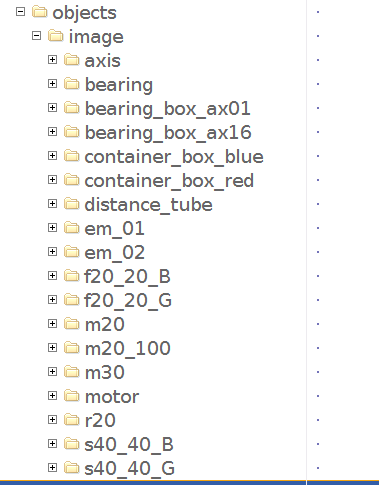 objects
image
axis
bearing
bearing_box_ax01
bearing_box_ax16
container_box_blue
container_box_red
distance_tube
em_01
em_02
f20_20_B
f20_20_G
m20
m20_100
m30
motor
r20
s40_40_B
s40_40_G